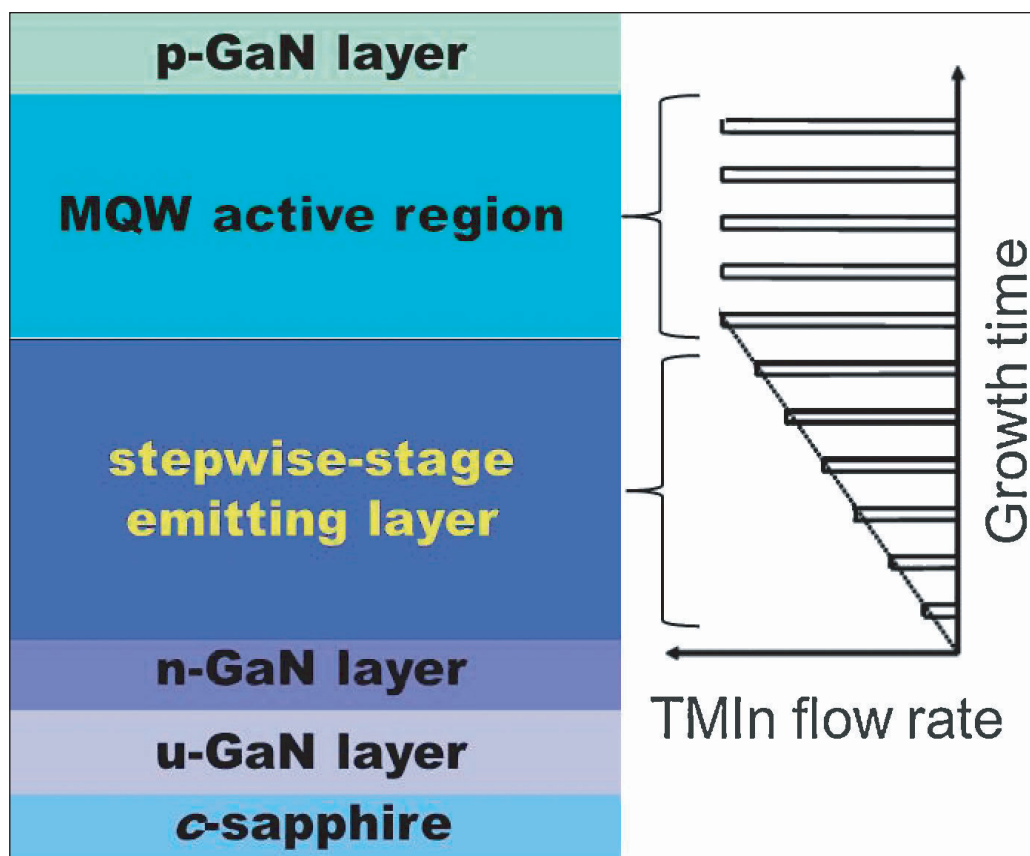 p-GaN layer
MQW active region
stepwise-stage
emitting layer
n-GaN layer
u-GaN layer
c-sapphire
Growth time
TMIn flow rate